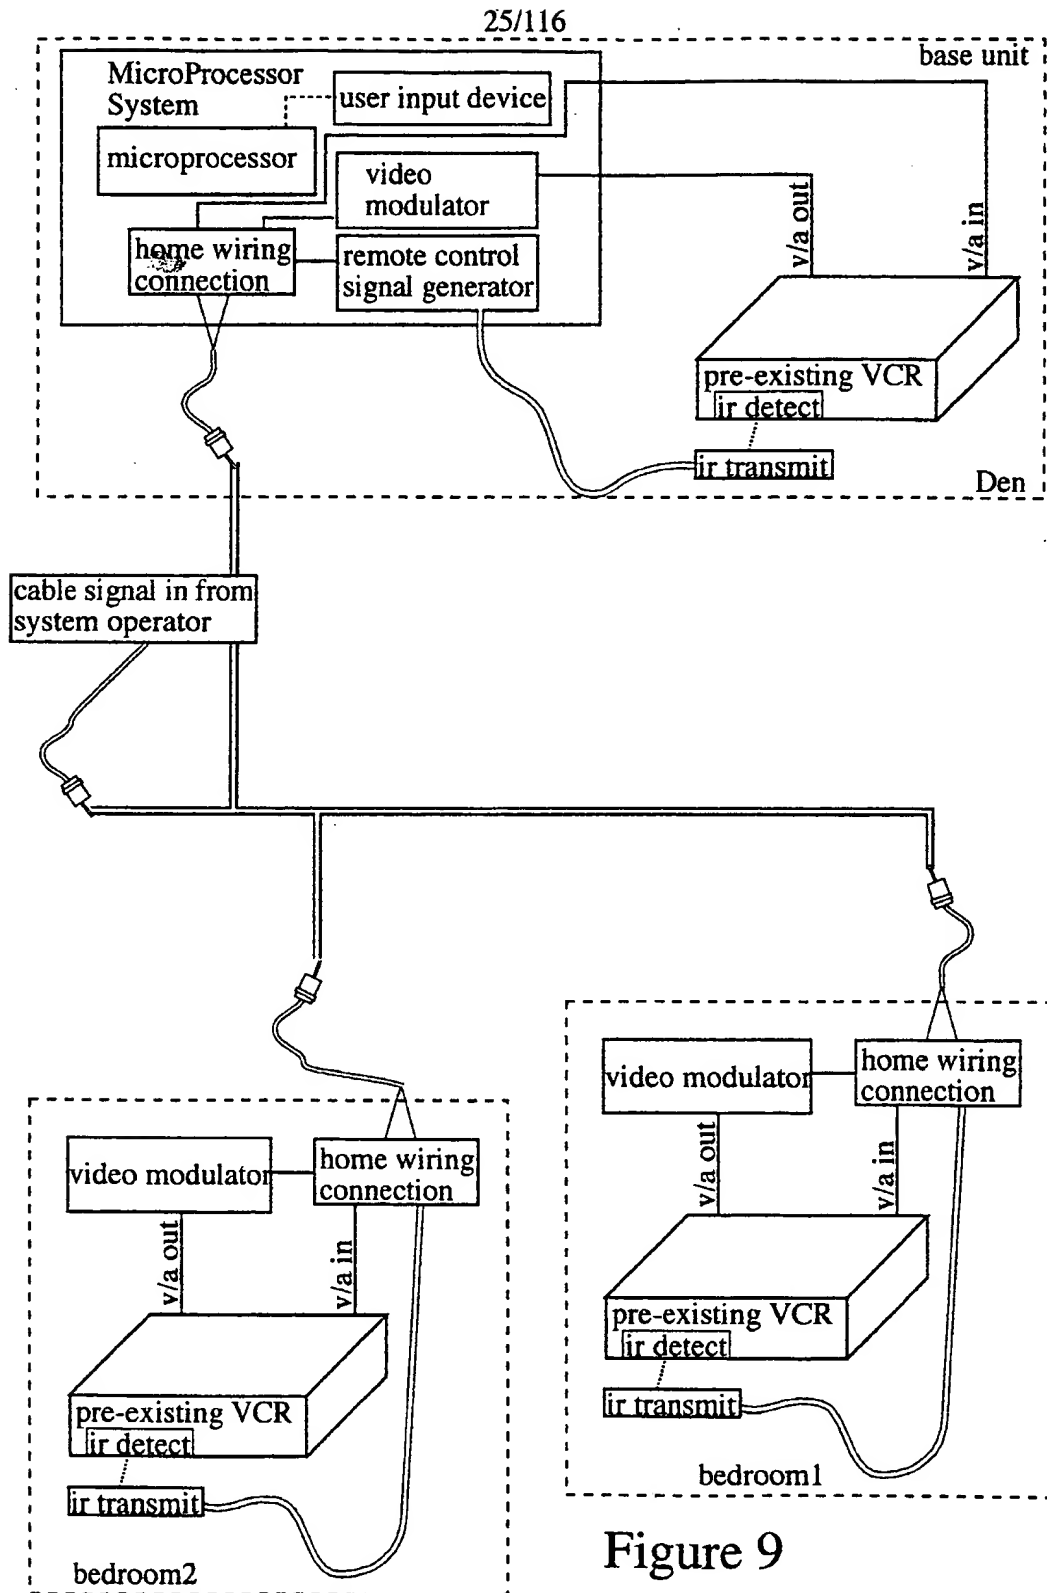 25/116
base unit
MicroProcessor
System
user input device
microprocessor
video
modulator
home wiring
connection
remote control
signal generator
v/a out
v/a in
pre-existing VCR
ir detect
ir transmit
Den
cable signal in from
system operator
video modulator
home wiring
connection
v/a out
v/a in
pre-existing VCR
ir detect
ir transmit
bedroom1
video modulator
home wiring
connection
v/a out
v/a in
pre-existing VCR
ir detect
ir transmit
bedroom2
Figure 9